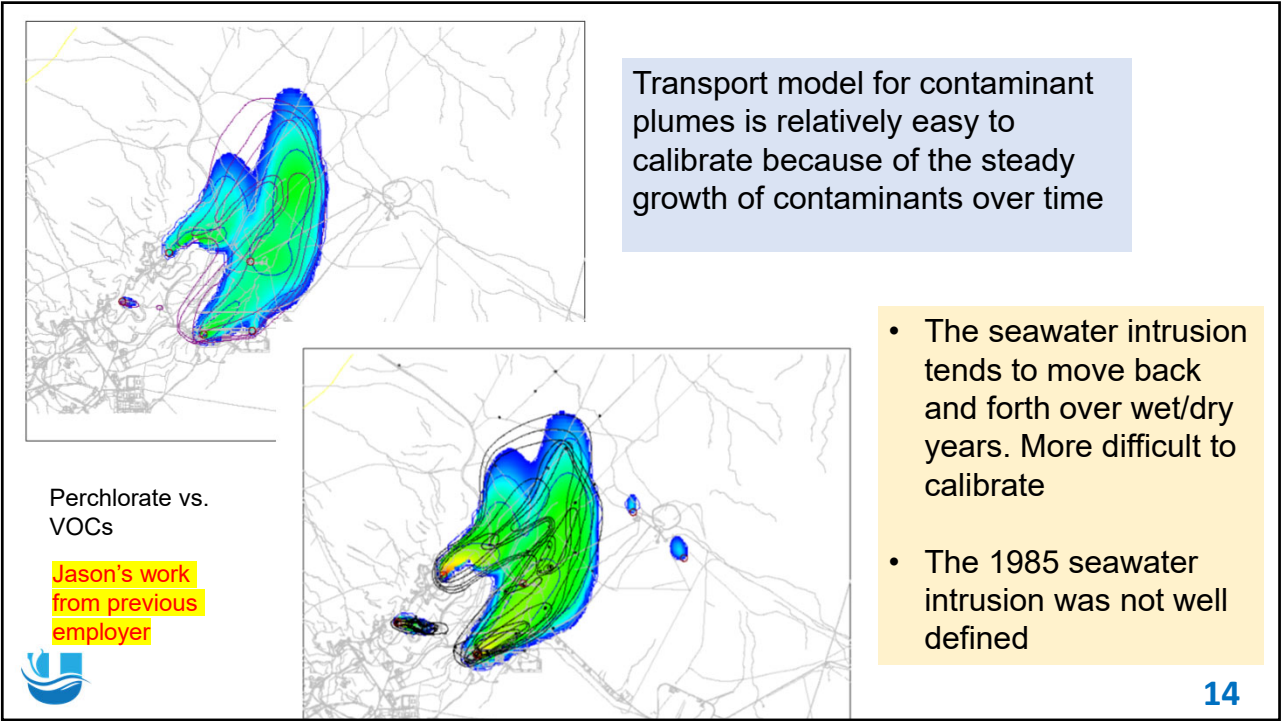 Transport model for contaminant
plumes is relatively easy to
calibrate because of the steady
growth of contaminants over time
• The seawater intrusion
tends to move back
and forth over wet/dry
years. More difficult to
calibrate
• The 1985 seawater
intrusion was not well
defined
Perchlorate vs.
VOCs
Jason’s work
from previous
employer
14